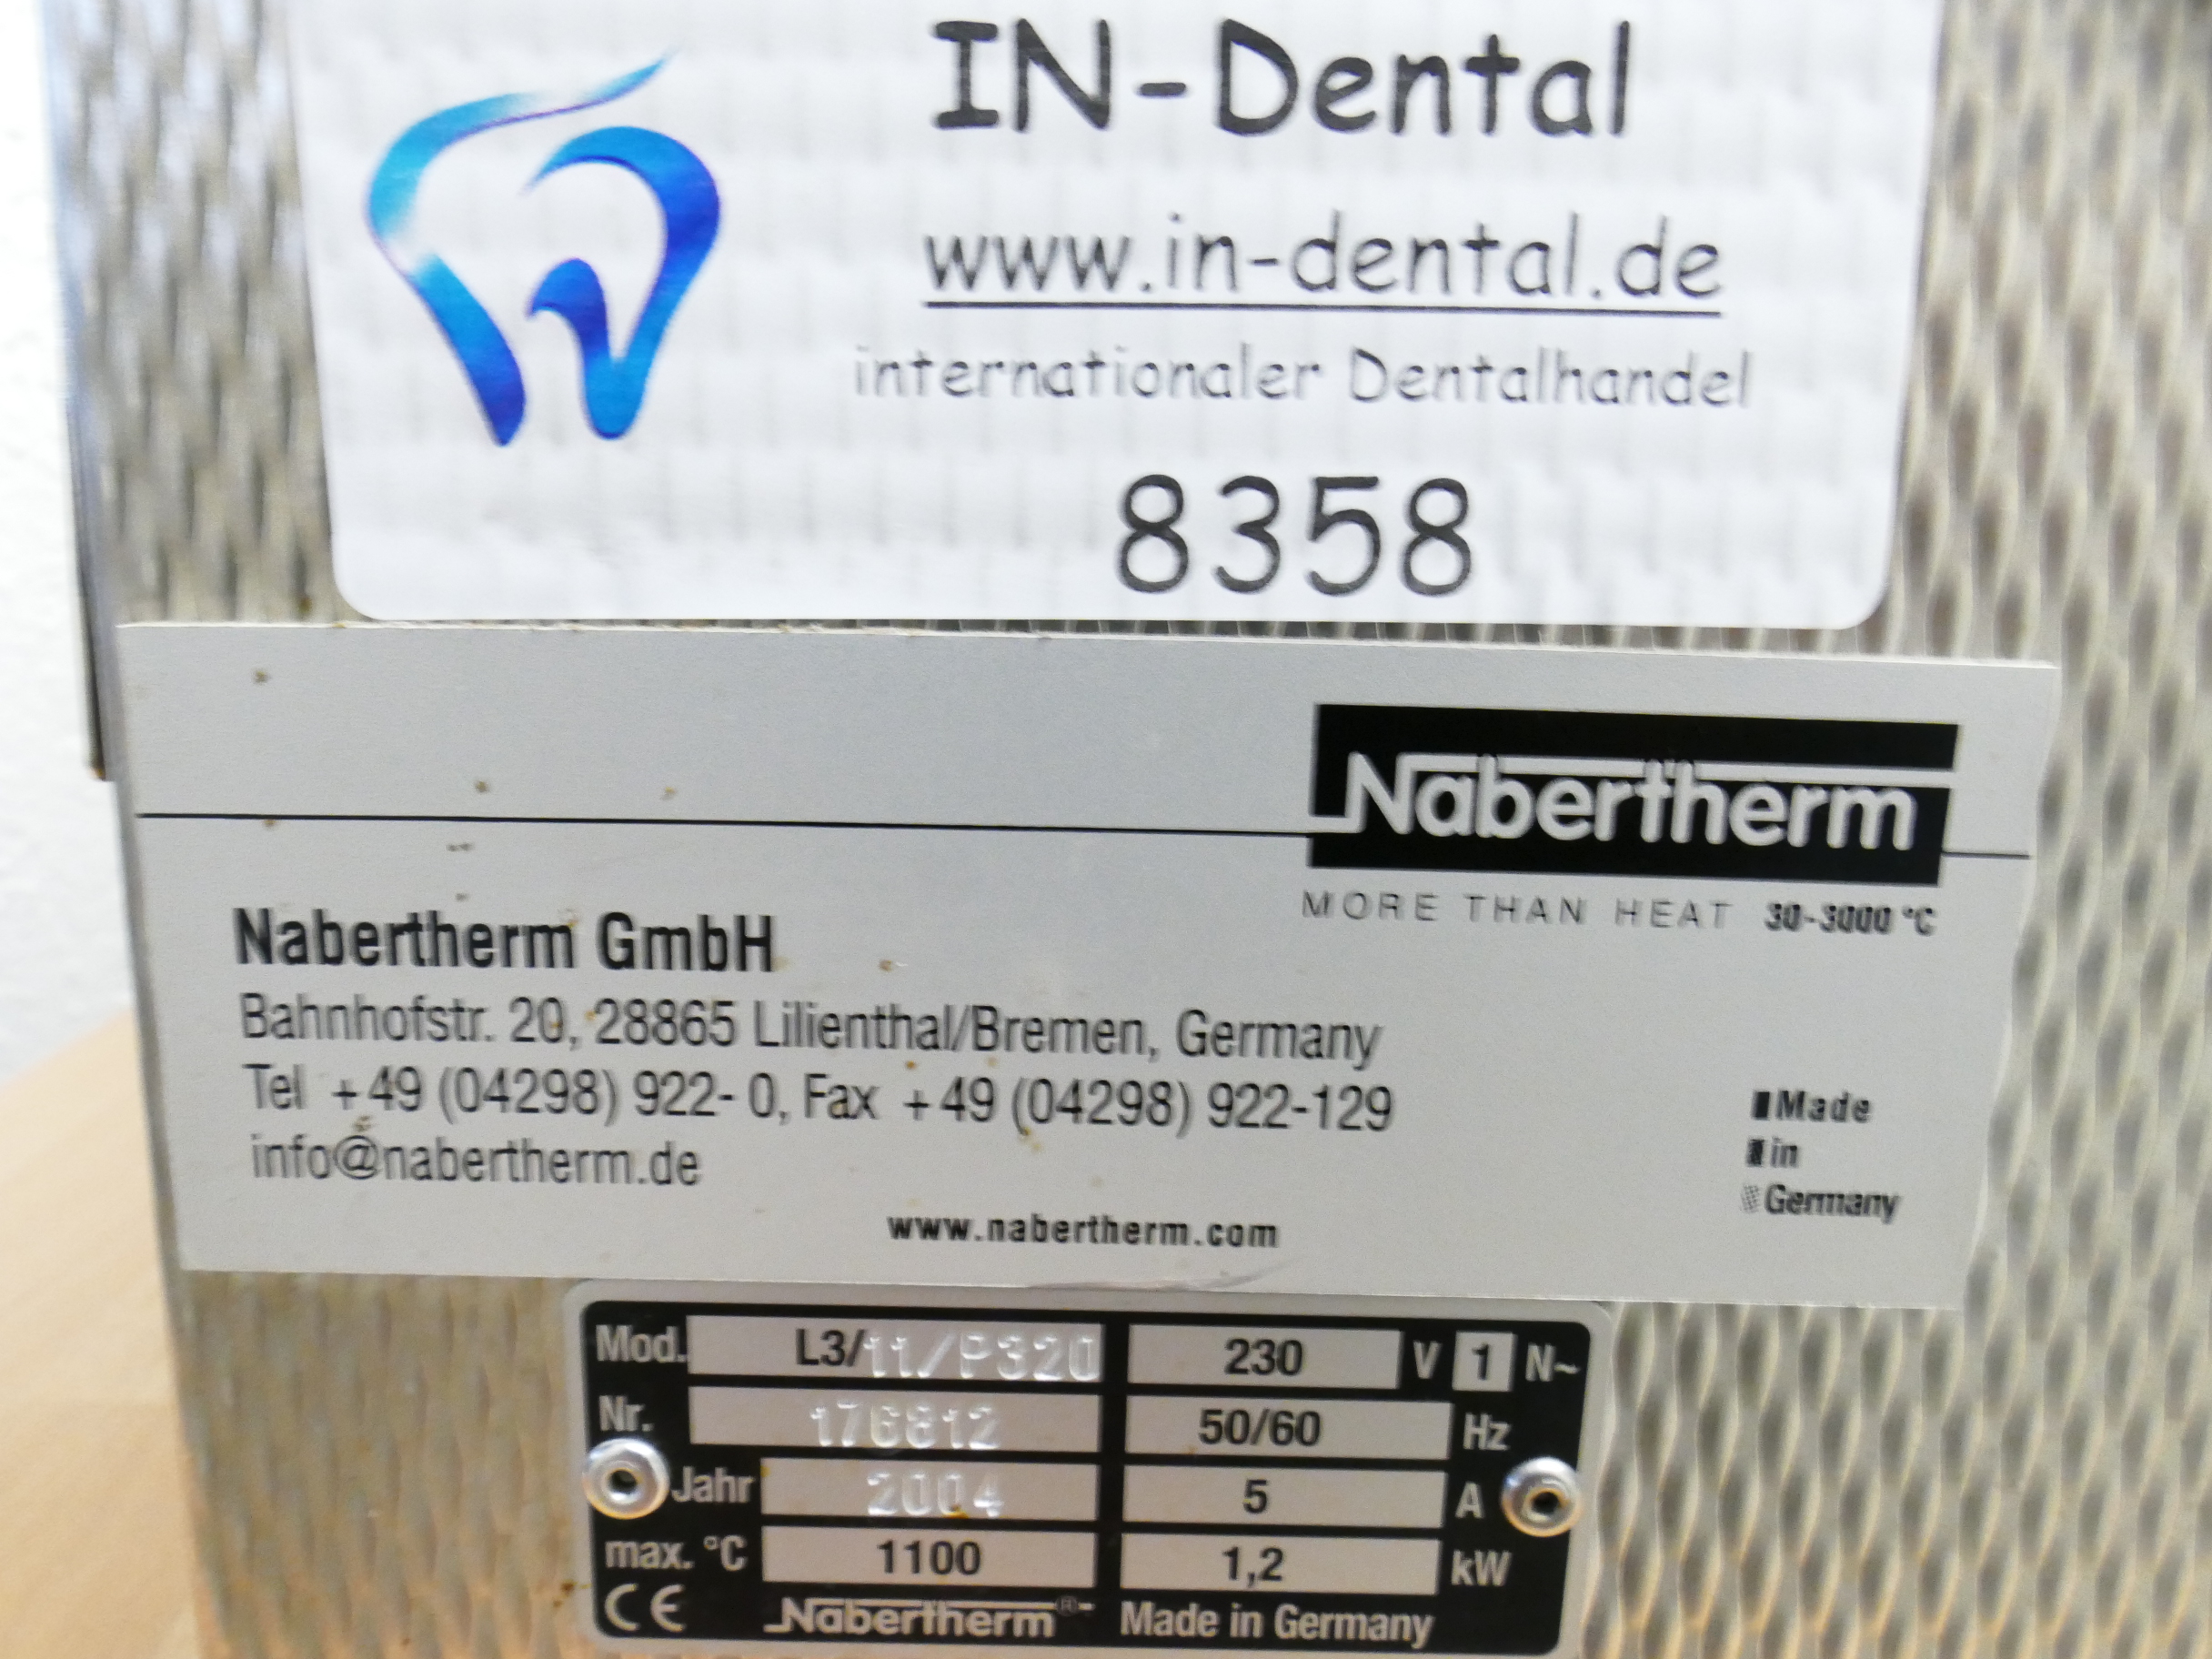 IN-Dental
www.in-dental.de
internationaler Dentalhandel
8358
Nabertherm
MORE THAN HEAT 30-3000 °C
Nabertherm GmbH
Bahnhofstr. 20, 28865 Lilienthal/Bremen, Germany
Tel +49 (04298) 922- 0, Fax +49 (04298) 922-129
info@nabertherm.de
www.nabertherm.com
Made
in
Germany
Mod. L3/11/P320 230 V 1 N~
Nr. 176812 50/60 Hz
Jahr 2004 5 A
max. °C 1100 1,2 kW
CE Nabertherm® Made in Germany